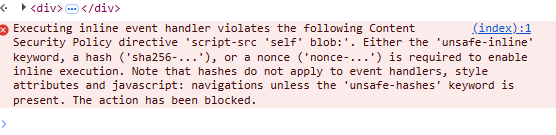 <div>…</div>
Executing inline event handler violates the following Content (index):1
Security Policy directive 'script-src 'self' blob:'. Either the 'unsafe-inline'
keyword, a hash ('sha256-...'), or a nonce ('nonce-...') is required to enable
inline execution. Note that hashes do not apply to event handlers, style
attributes and javascript: navigations unless the 'unsafe-hashes' keyword is
present. The action has been blocked.